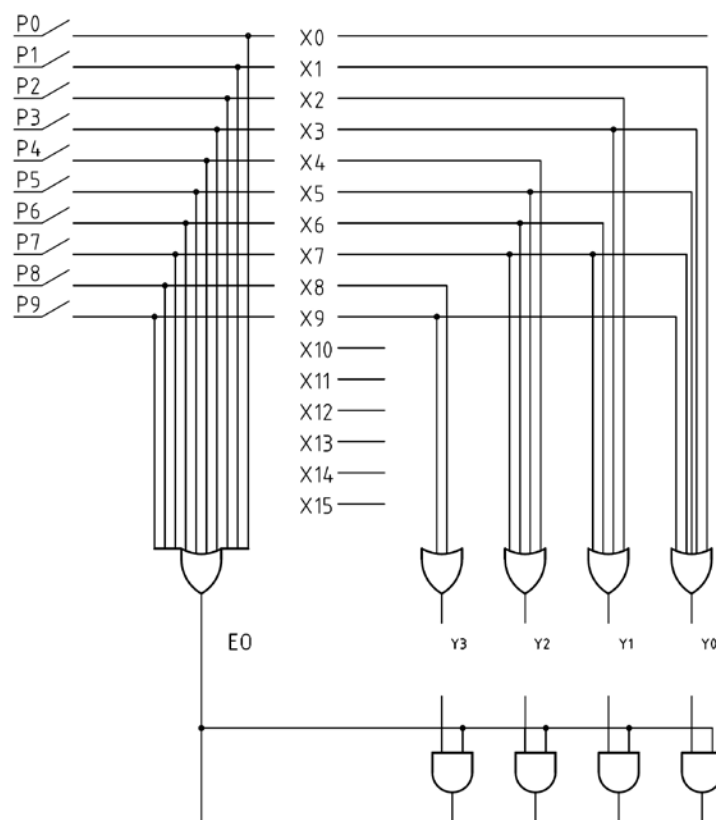 P0 X0
P1 X1
P2 X2
P3 X3
P4 X4
P5 X5
P6 X6
P7 X7
P8 X8
P9 X9
X10
X11
X12
X13
X14
X15
E0 Y3 Y2 Y1 Y0